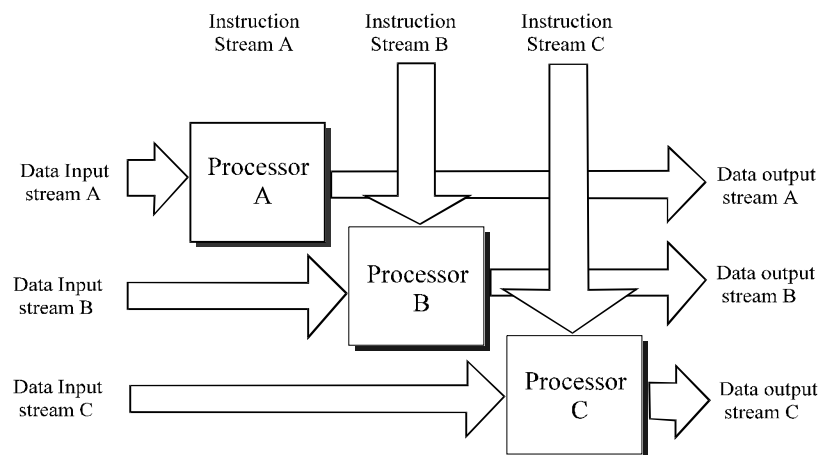 Instruction
Stream A
Instruction
Stream B
Instruction
Stream C
Data Input
stream A
Processor
A
Data output
stream A
Data Input
stream B
Processor
B
Data output
stream B
Data Input
stream C
Processor
C
Data output
stream C